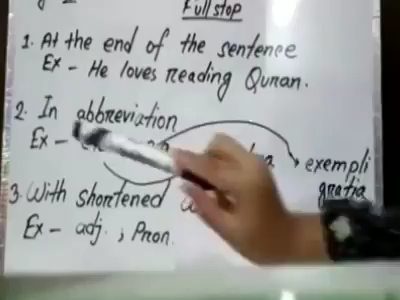 Full stop
1. At the end of the sentence
Ex - He loves reading Quran.
2. In abbreviation
Ex -
exempli
gratia
3. With shortened
Ex - adj. , Pron.